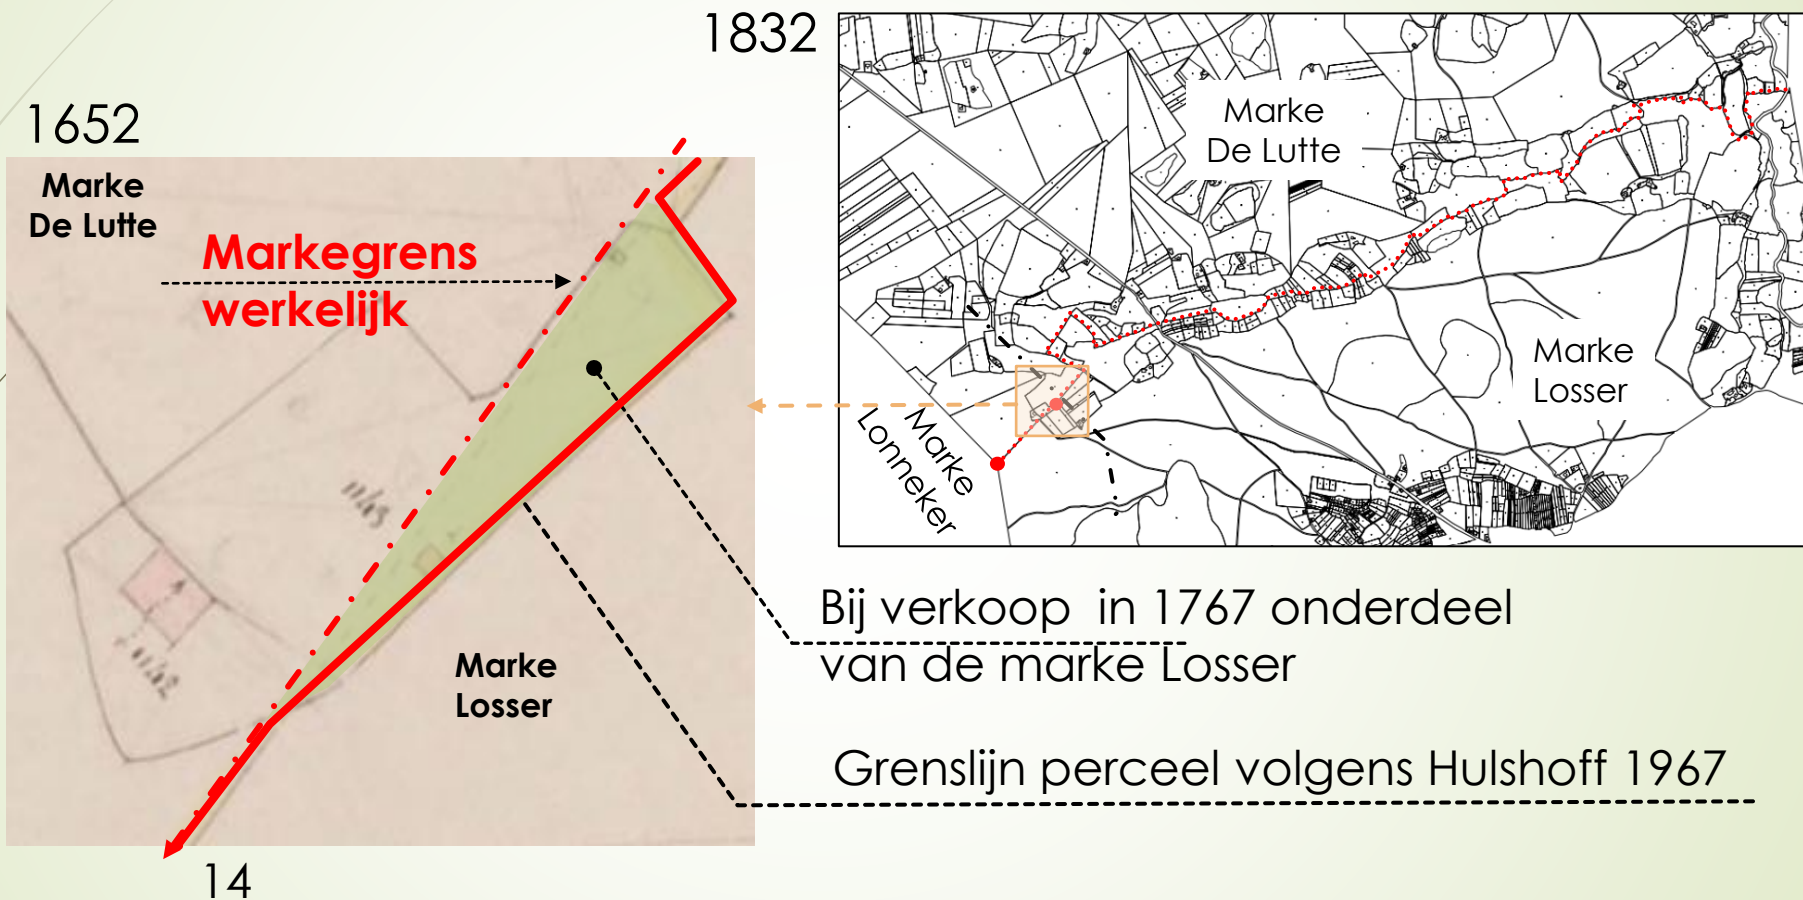 1832
1652
Marke
De Lutte
Markegrens
werkelijk
Marke
Losser
14
Marke
De Lutte
Marke
Losser
Marke
Lonneker
Bij verkoop in 1767 onderdeel
van de marke Losser
Grenslijn perceel volgens Hulshoff 1967